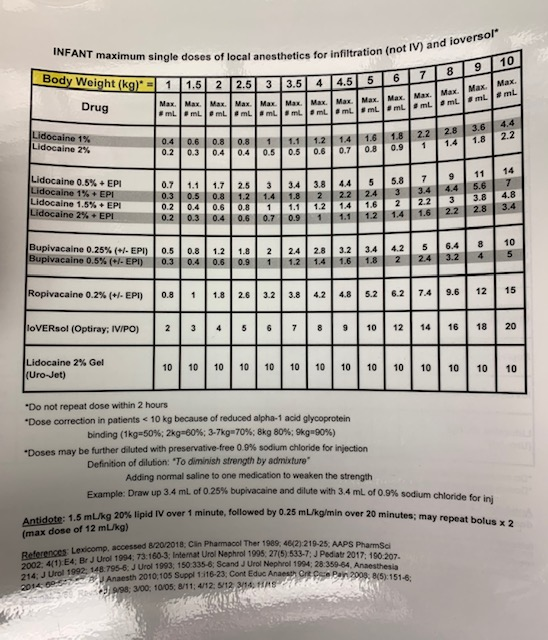 INFANT maximum single doses of local anesthetics for infiltration (not IV) and ioversol*
Body Weight (kg)* = 1 1.5 2 2.5 3 3.5 4 4.5 5 6 7 8 9 10
Drug Max. # mL Max. # mL Max. # mL Max. # mL Max. # mL Max. # mL Max. # mL Max. # mL Max. # mL Max. # mL Max. # mL Max. # mL Max. # mL Max. # mL
Lidocaine 1% 0.4 0.6 0.8 0.8 1 1.1 1.2 1.4 1.6 1.8 2.2 2.8 3.6 4.4
Lidocaine 2% 0.2 0.3 0.4 0.4 0.5 0.5 0.6 0.7 0.8 0.9 1 1.4 1.8 2.2
Lidocaine 0.5% + EPI 0.7 1.1 1.7 2.5 3 3.4 3.8 4.4 5 5.8 7 9 11 14
Lidocaine 1% + EPI 0.3 0.5 0.8 1.2 1.4 1.8 2 2.2 2.4 3 3.4 4.4 5.6 7
Lidocaine 1.5% + EPI 0.2 0.4 0.6 0.8 1 1.1 1.2 1.4 1.6 2 2.2 3 3.8 4.8
Lidocaine 2% + EPI 0.2 0.3 0.4 0.6 0.7 0.9 1 1.1 1.2 1.4 1.6 2.2 2.8 3.4
Bupivacaine 0.25% (+/- EPI) 0.5 0.8 1.2 1.8 2 2.4 2.8 3.2 3.4 4.2 5 6.4 8 10
Bupivacaine 0.5% (+/- EPI) 0.3 0.4 0.6 0.9 1 1.2 1.4 1.6 1.8 2 2.4 3.2 4 5
Ropivacaine 0.2% (+/- EPI) 0.8 1 1.8 2.6 3.2 3.8 4.2 4.8 5.2 6.2 7.4 9.6 12 15
IoVERsol (Optiray; IV/PO) 2 3 4 5 6 7 8 9 10 12 14 16 18 20
Lidocaine 2% Gel 10 10 10 10 10 10 10 10 10 10 10 10 10 10
(Uro-Jet)
*Do not repeat dose within 2 hours
*Dose correction in patients < 10 kg because of reduced alpha-1 acid glycoprotein
binding (1kg=50%; 2kg=60%; 3-7kg=70%; 8kg 80%; 9kg=90%)
*Doses may be further diluted with preservative-free 0.9% sodium chloride for injection
Definition of dilution: "To diminish strength by admixture"
Adding normal saline to one medication to weaken the strength
Example: Draw up 3.4 mL of 0.25% bupivacaine and dilute with 3.4 mL of 0.9% sodium chloride for inj
Antidote: 1.5 mL/kg 20% lipid IV over 1 minute, followed by 0.25 mL/kg/min over 20 minutes; may repeat bolus x 2
(max dose of 12 mL/kg)
References: Lexicomp, accessed 8/20/2018; Clin Pharmacol Ther 1989; 46(2):219-25; AAPS PharmSci
2002; 4(1):E4; Br J Urol 1994; 73:160-3; Internat Urol Nephrol 1995; 27(5):533-7; J Pediatr 2017; 190:207-
214; J Urol 1992; 148:795-6; J Urol 1993; 150:335-6; Scand J Urol Nephrol 1994; 28:359-64, Anaesthesia
2014; J Anaesth 2010;105 Suppl 1:i16-23; Cont Educ Anaesth Crit Care Pain 2008; 8(5):151-6;
9/98; 3/00; 10/05; 8/11; 4/12; 5/12; 3/14; 11/18